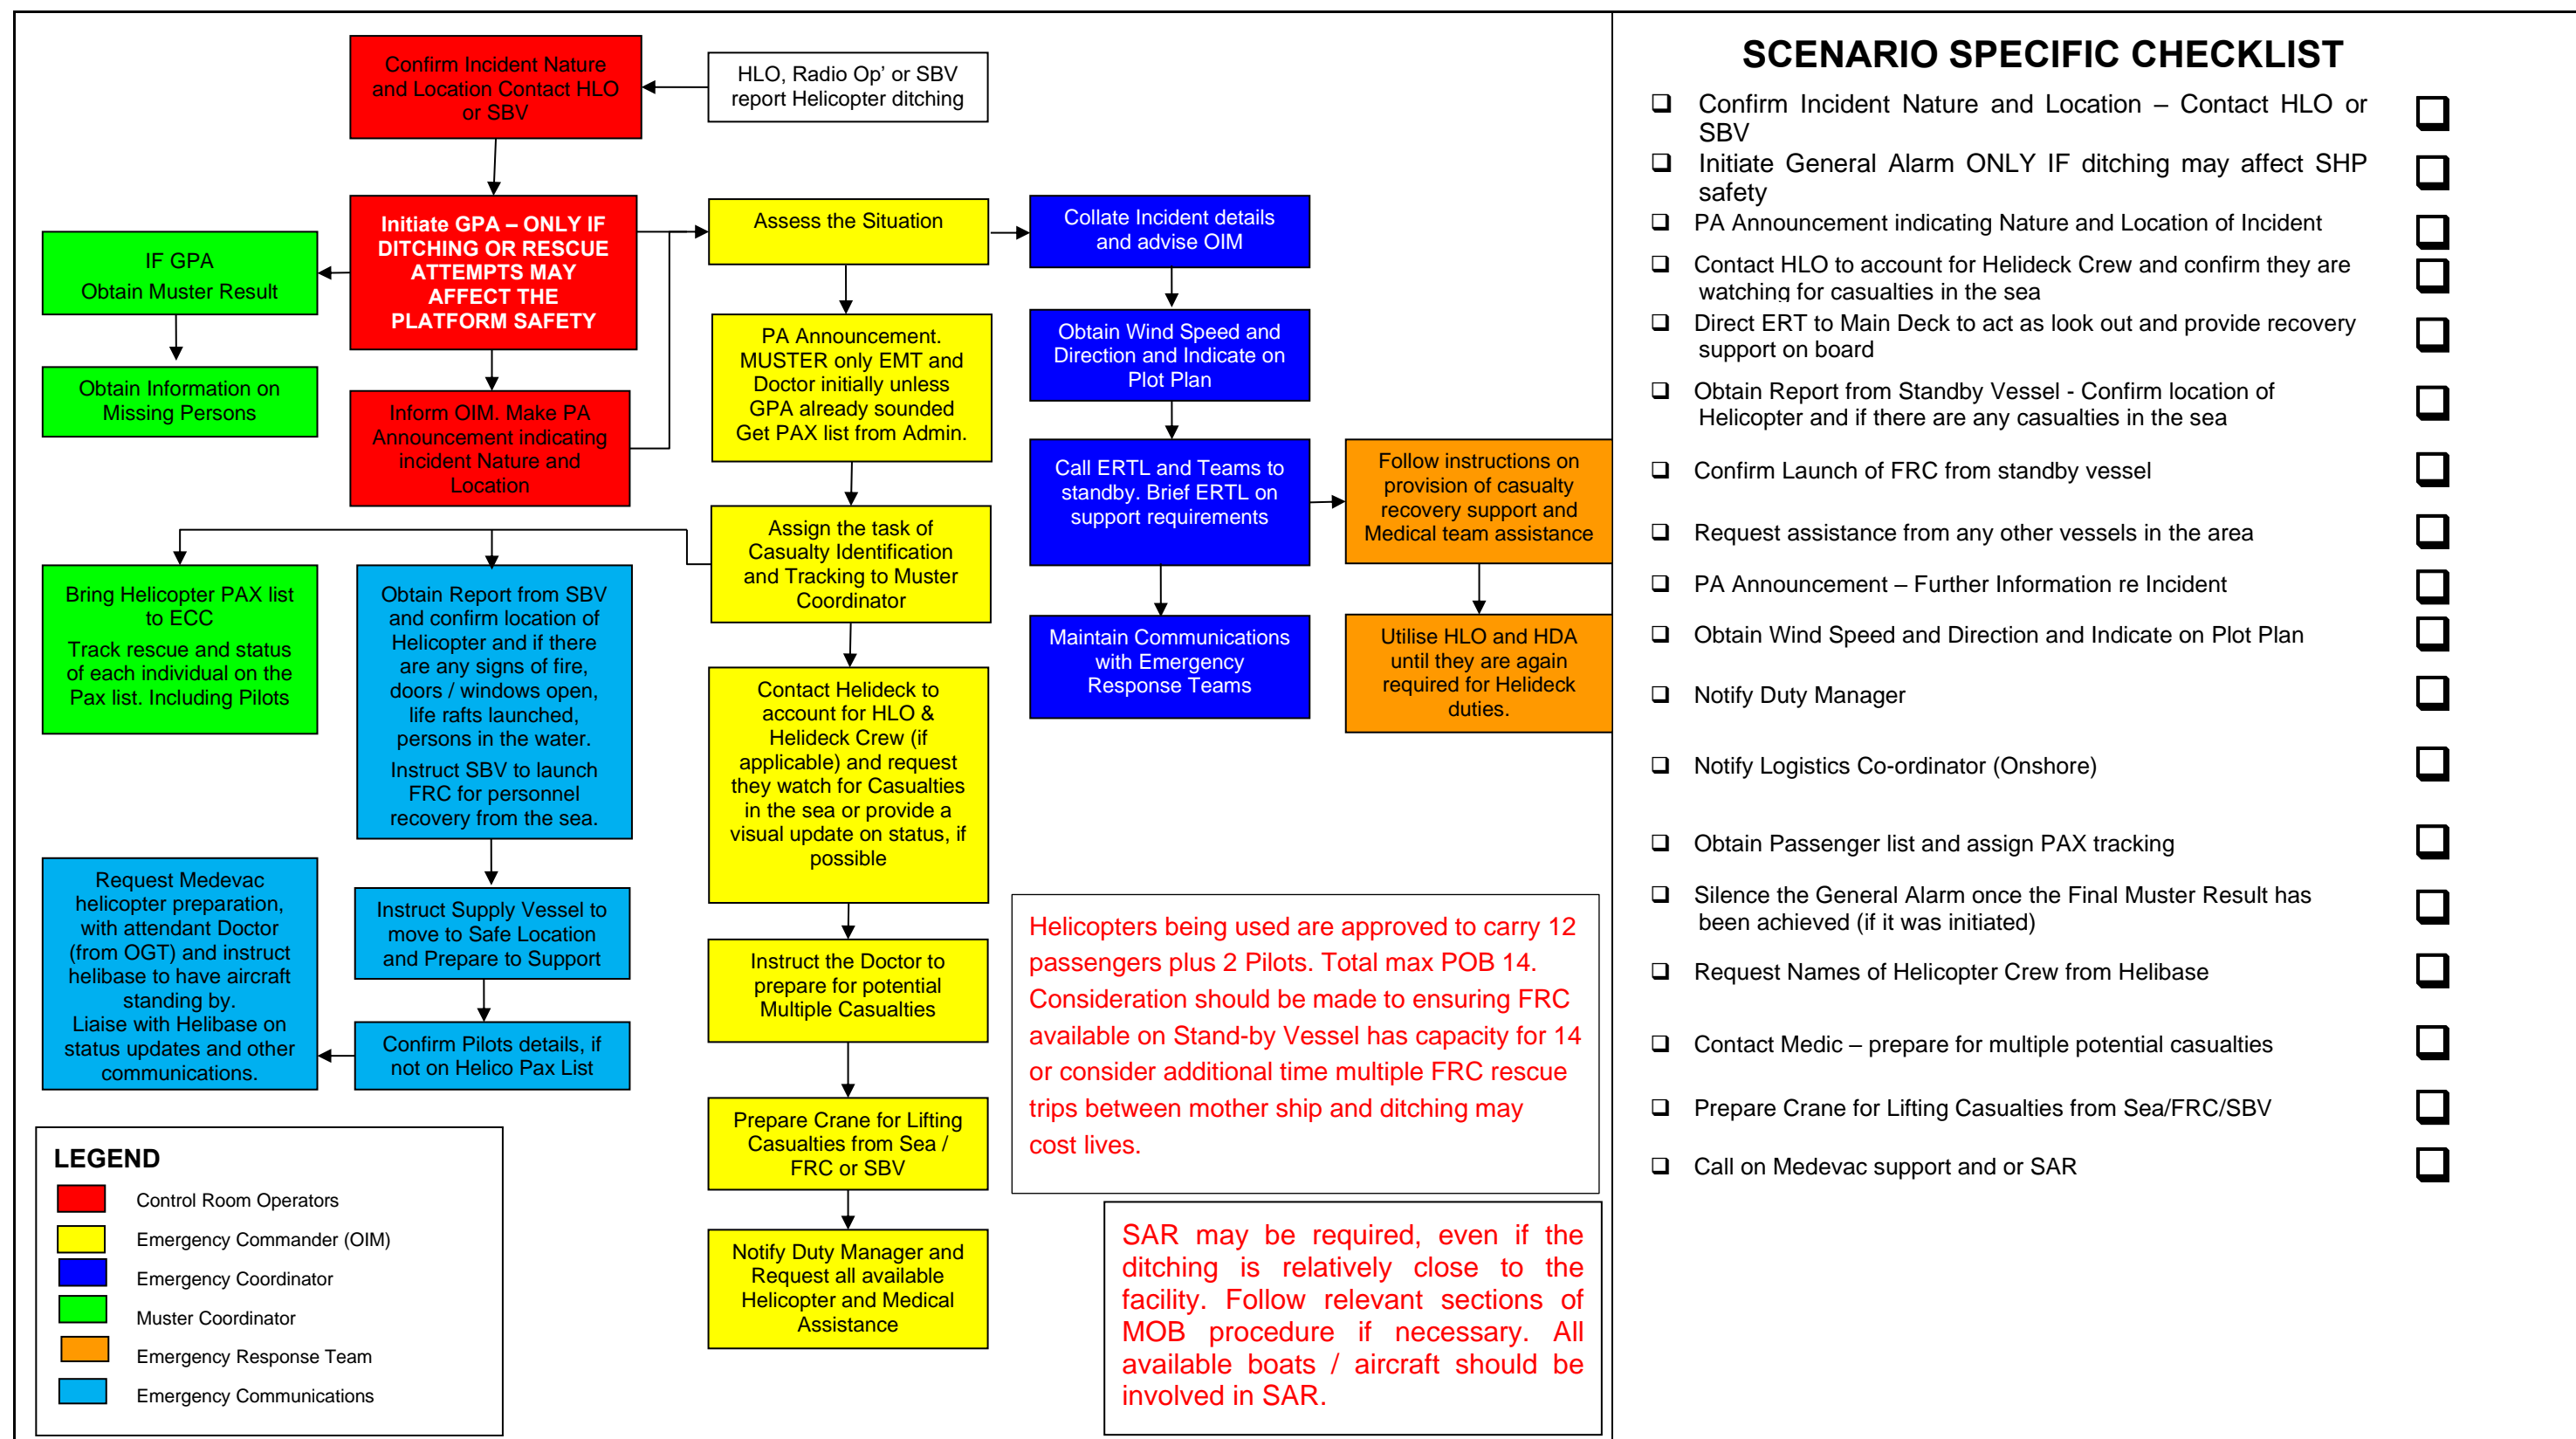 Confirm Incident Nature
and Location Contact HLO
or SBV
HLO, Radio Op’ or SBV
report Helicopter ditching
IF GPA
Obtain Muster Result
Initiate GPA – ONLY IF
DITCHING OR RESCUE
ATTEMPTS MAY
AFFECT THE
PLATFORM SAFETY
Assess the Situation
Collate Incident details
and advise OIM
Obtain Information on
Missing Persons
Inform OIM. Make PA
Announcement indicating
incident Nature and
Location
PA Announcement.
MUSTER only EMT and
Doctor initially unless
GPA already sounded
Get PAX list from Admin.
Obtain Wind Speed and
Direction and Indicate on
Plot Plan
Call ERTL and Teams to
standby. Brief ERTL on
support requirements
Follow instructions on
provision of casualty
recovery support and
Medical team assistance
Assign the task of
Casualty Identification
and Tracking to Muster
Coordinator
Bring Helicopter PAX list
to ECC
Track rescue and status
of each individual on the
Pax list. Including Pilots
Obtain Report from SBV
and confirm location of
Helicopter and if there
are any signs of fire,
doors / windows open,
life rafts launched,
persons in the water.
Instruct SBV to launch
FRC for personnel
recovery from the sea.
Maintain Communications
with Emergency
Response Teams
Utilise HLO and HDA
until they are again
required for Helideck
duties.
Contact Helideck to
account for HLO &
Helideck Crew (if
applicable) and request
they watch for Casualties
in the sea or provide a
visual update on status, if
possible
Request Medevac
helicopter preparation,
with attendant Doctor
(from OGT) and instruct
helibase to have aircraft
standing by.
Liaise with Helibase on
status updates and other
communications.
Instruct Supply Vessel to
move to Safe Location
and Prepare to Support
Confirm Pilots details, if
not on Helico Pax List
Instruct the Doctor to
prepare for potential
Multiple Casualties
Prepare Crane for Lifting
Casualties from Sea /
FRC or SBV
Notify Duty Manager and
Request all available
Helicopter and Medical
Assistance
Helicopters being used are approved to carry 12
passengers plus 2 Pilots. Total max POB 14.
Consideration should be made to ensuring FRC
available on Stand-by Vessel has capacity for 14
or consider additional time multiple FRC rescue
trips between mother ship and ditching may
cost lives.
SAR may be required, even if the
ditching is relatively close to the
facility. Follow relevant sections of
MOB procedure if necessary. All
available boats / aircraft should be
involved in SAR.
LEGEND
Control Room Operators
Emergency Commander (OIM)
Emergency Coordinator
Muster Coordinator
Emergency Response Team
Emergency Communications
SCENARIO SPECIFIC CHECKLIST
Confirm Incident Nature and Location – Contact HLO or
SBV
Initiate General Alarm ONLY IF ditching may affect SHP
safety
PA Announcement indicating Nature and Location of Incident
Contact HLO to account for Helideck Crew and confirm they are
watching for casualties in the sea
Direct ERT to Main Deck to act as look out and provide recovery
support on board
Obtain Report from Standby Vessel - Confirm location of
Helicopter and if there are any casualties in the sea
Confirm Launch of FRC from standby vessel
Request assistance from any other vessels in the area
PA Announcement – Further Information re Incident
Obtain Wind Speed and Direction and Indicate on Plot Plan
Notify Duty Manager
Notify Logistics Co-ordinator (Onshore)
Obtain Passenger list and assign PAX tracking
Silence the General Alarm once the Final Muster Result has
been achieved (if it was initiated)
Request Names of Helicopter Crew from Helibase
Contact Medic – prepare for multiple potential casualties
Prepare Crane for Lifting Casualties from Sea/FRC/SBV
Call on Medevac support and or SAR